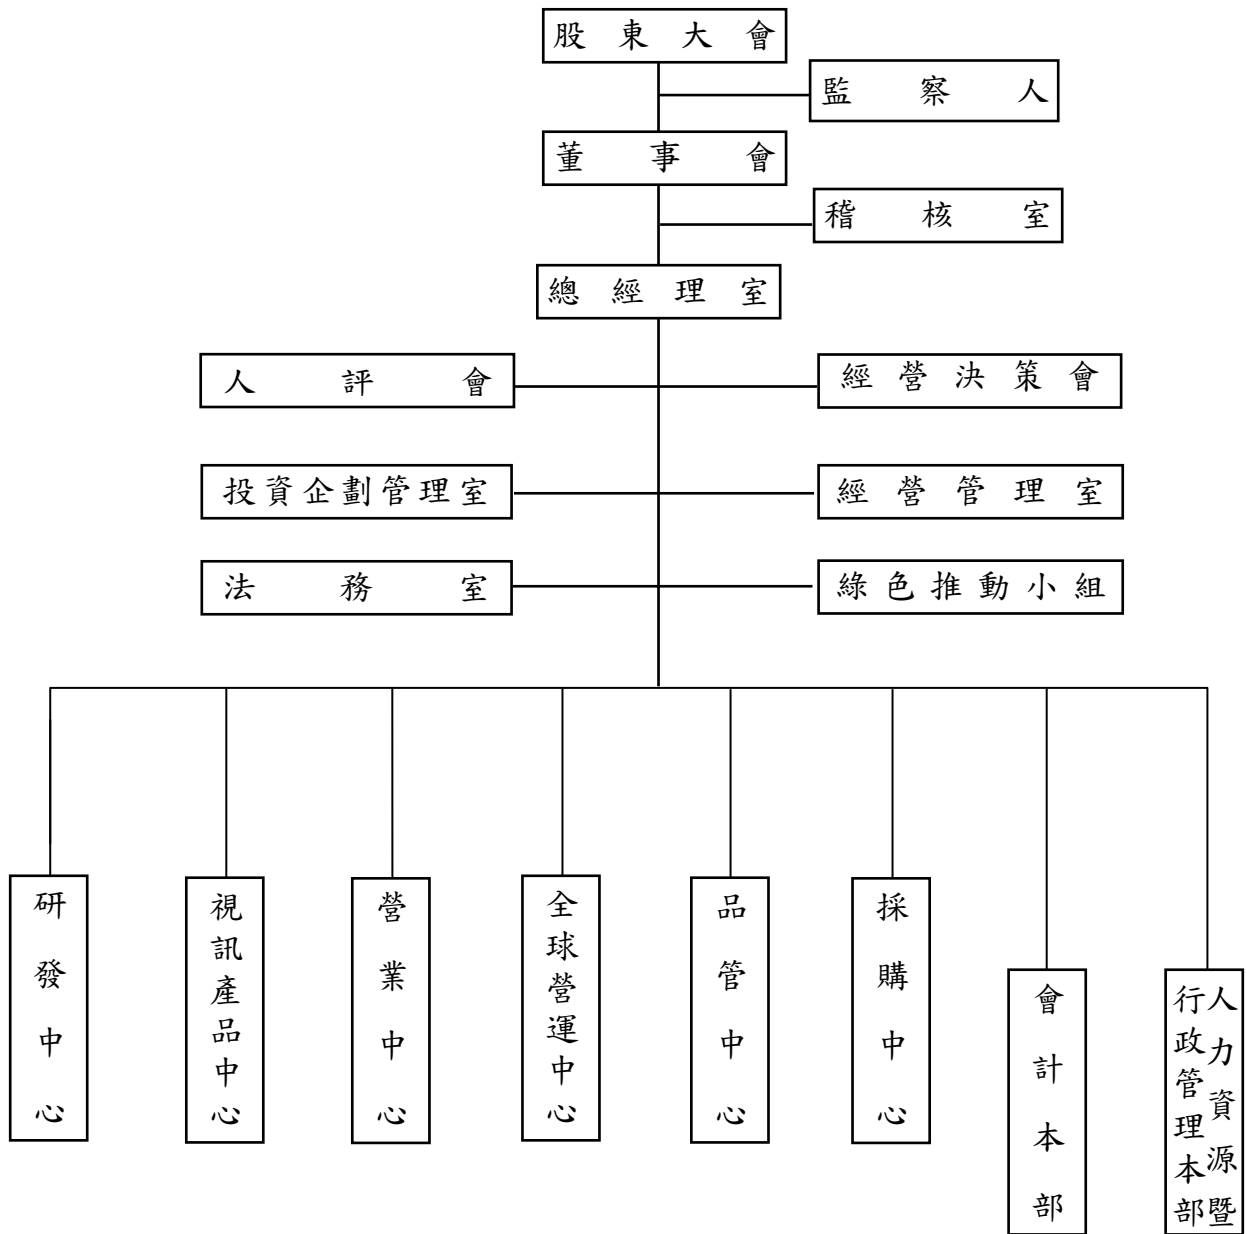 股東大會
監察人
董事會
稽核室
總經理室
人評會
經營決策會
投資企劃管理室
經營管理室
法務室
綠色推動小組
研發中心
視訊產品中心
營業中心
全球營運中心
品管中心
採購中心
會計本部
人力資源暨
行政管理本部